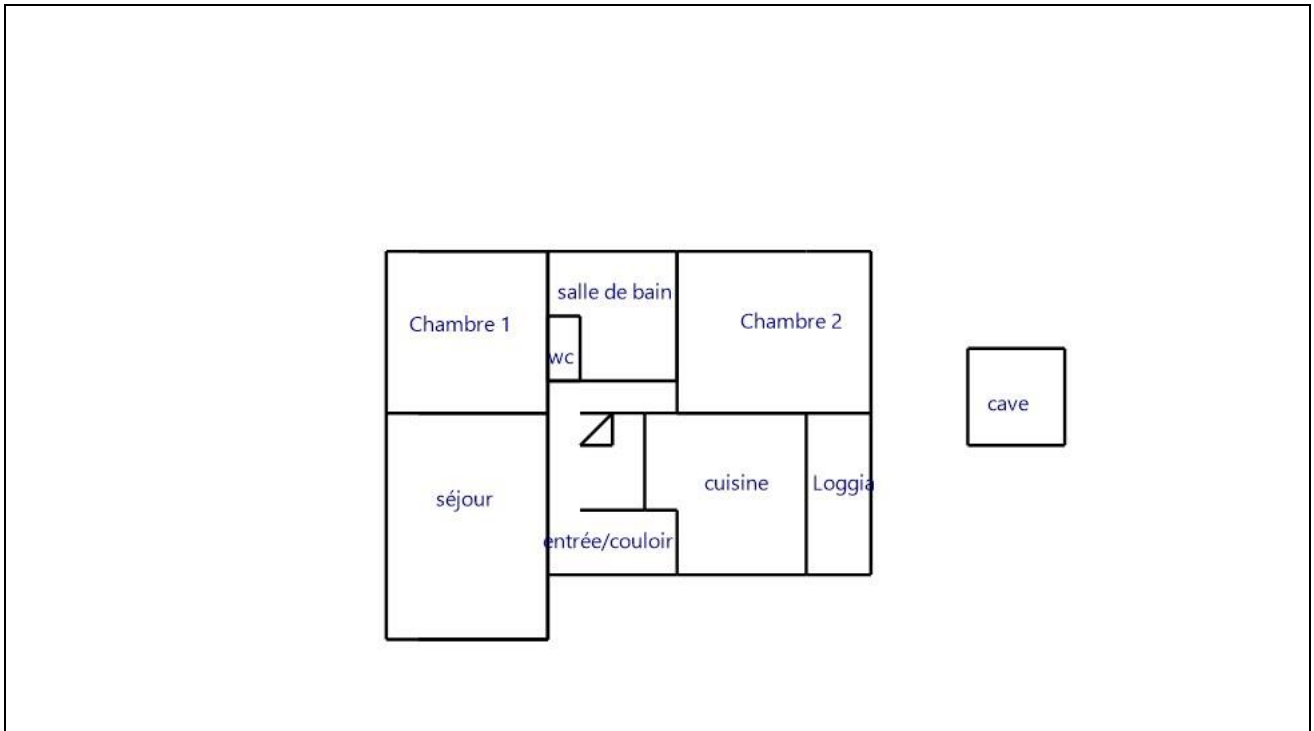 salle de bain
Chambre 1
Chambre 2
wc
cave
séjour
cuisine
Loggia
entrée/couloir